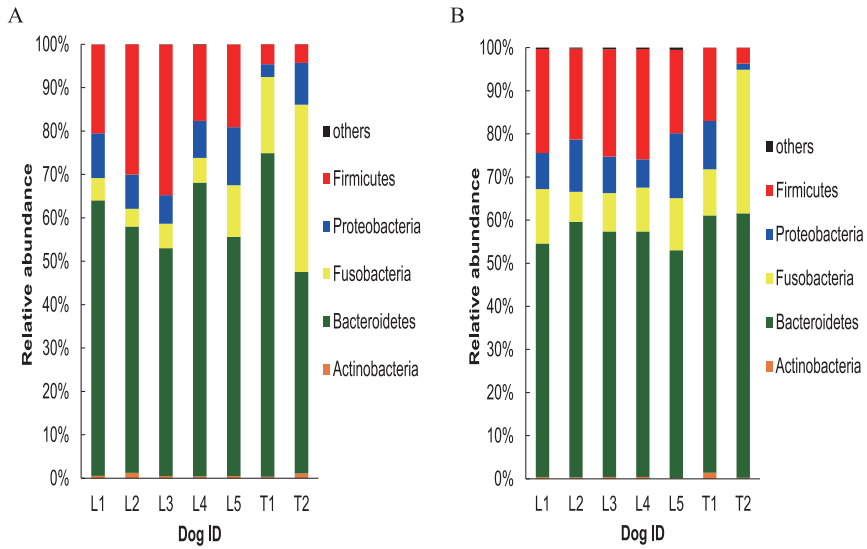 A
Relative abundance
100%
90%
80%
70%
60%
50%
40%
30%
20%
10%
0%
L1 L2 L3 L4 L5 T1 T2
Dog ID
others
Firmicutes
Proteobacteria
Fusobacteria
Bacteroidetes
Actinobacteria
B
Relative abundance
100%
90%
80%
70%
60%
50%
40%
30%
20%
10%
0%
L1 L2 L3 L4 L5 T1 T2
Dog ID
others
Firmicutes
Proteobacteria
Fusobacteria
Bacteroidetes
Actinobacteria